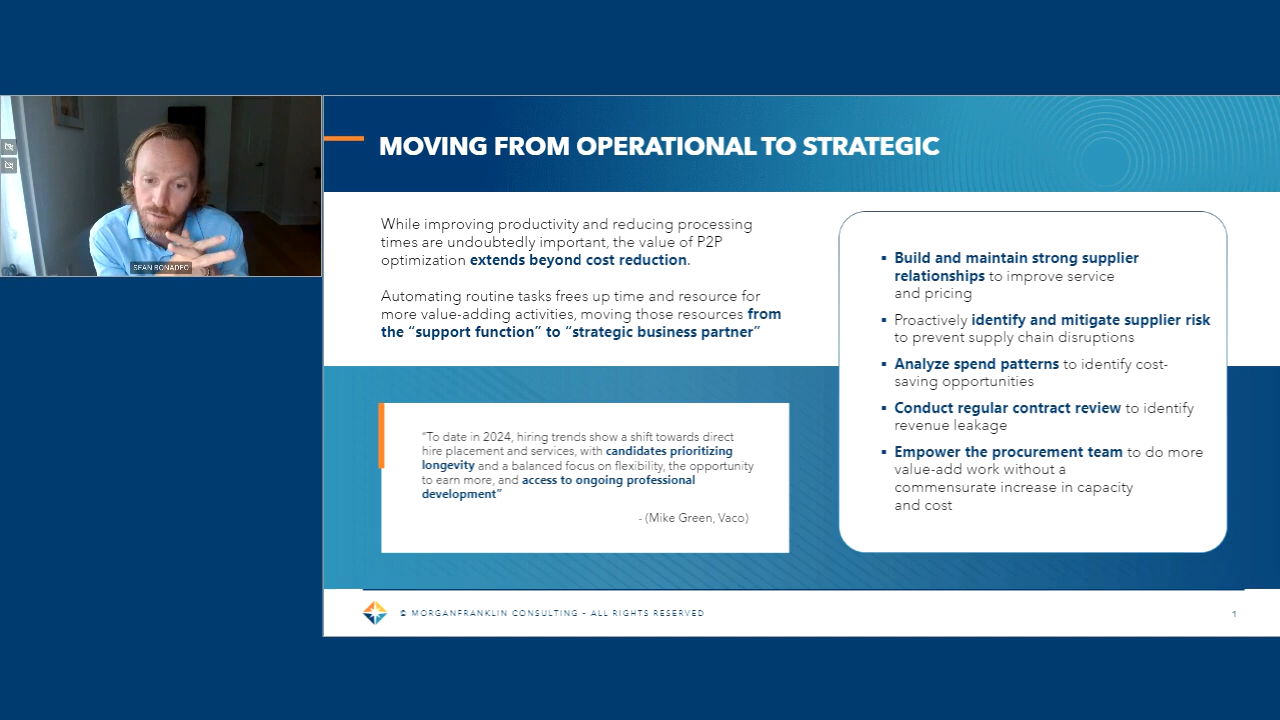 SEAN BONADEO
MOVING FROM OPERATIONAL TO STRATEGIC
While improving productivity and reducing processing
times are undoubtedly important, the value of P2P
optimization extends beyond cost reduction.
Automating routine tasks frees up time and resource for
more value-adding activities, moving those resources from
the “support function” to “strategic business partner”
“To date in 2024, hiring trends show a shift towards direct
hire placement and services, with candidates prioritizing
longevity and a balanced focus on flexibility, the opportunity
to earn more, and access to ongoing professional
development”
- (Mike Green, Vaco)
▪ Build and maintain strong supplier
relationships to improve service
and pricing
▪ Proactively identify and mitigate supplier risk
to prevent supply chain disruptions
▪ Analyze spend patterns to identify cost-
saving opportunities
▪ Conduct regular contract review to identify
revenue leakage
▪ Empower the procurement team to do more
value-add work without a
commensurate increase in capacity
and cost
© MORGANFRANKLIN CONSULTING - ALL RIGHTS RESERVED
1